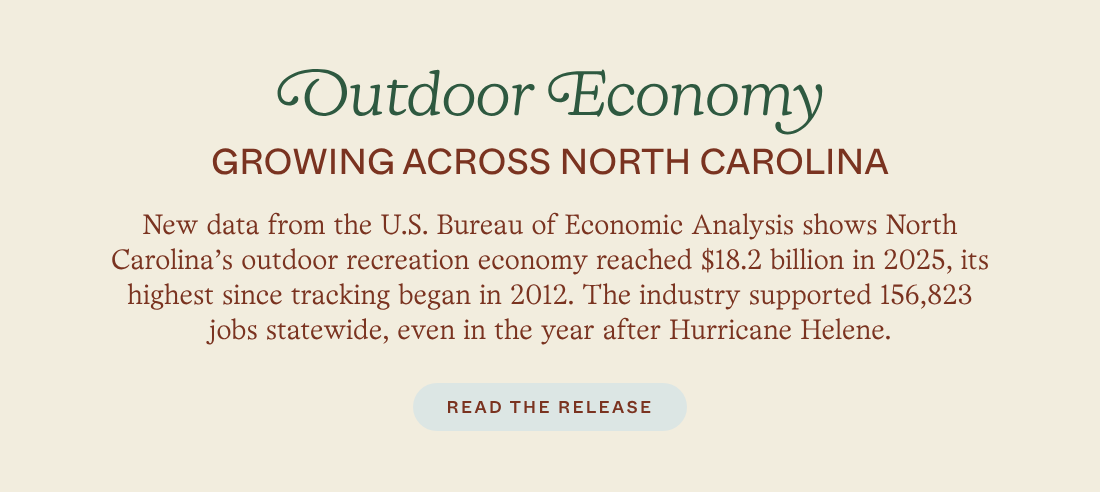 Outdoor Economy
GROWING ACROSS NORTH CAROLINA
New data from the U.S. Bureau of Economic Analysis shows North
Carolina’s outdoor recreation economy reached $18.2 billion in 2025, its
highest since tracking began in 2012. The industry supported 156,823
jobs statewide, even in the year after Hurricane Helene.
READ THE RELEASE